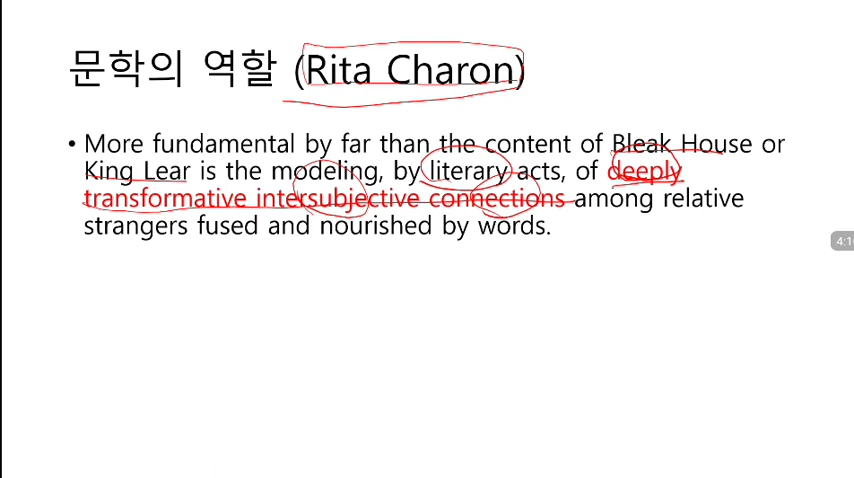 문학의 역할 (Rita Charon)
• More fundamental by far than the content of Bleak House or
King Lear is the modeling, by literary acts, of deeply
transformative intersubjective connections among relative
strangers fused and nourished by words.